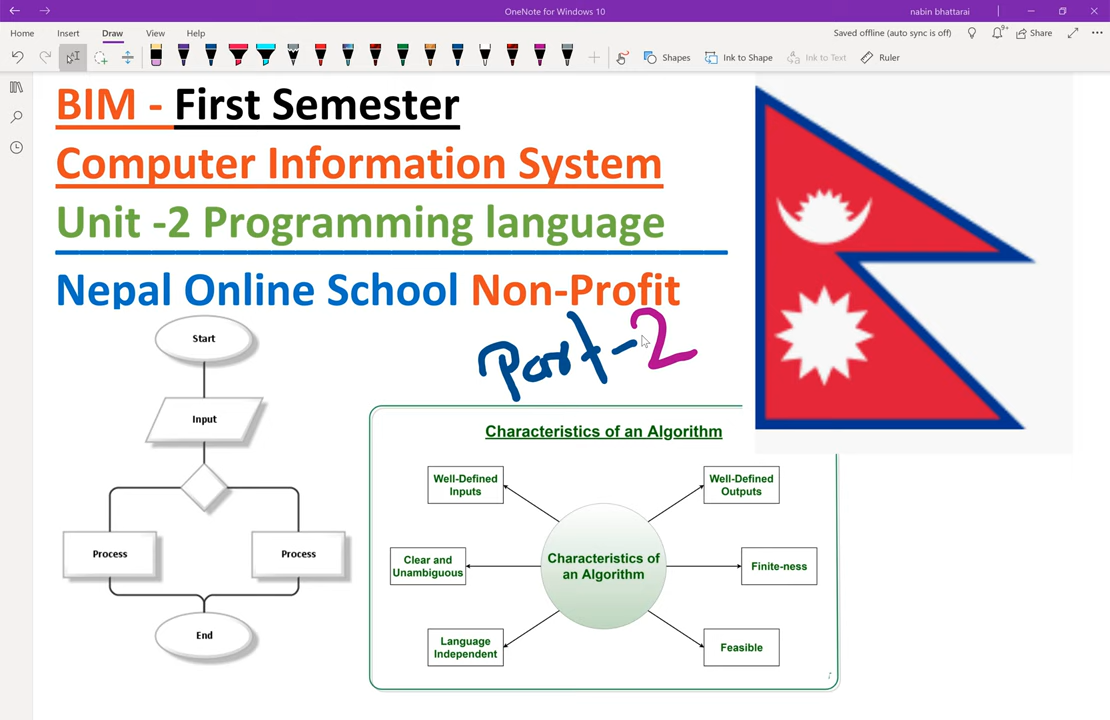 OneNote for Windows 10
nabin bhattarai
Home Insert Draw View Help
Saved offline (auto sync is off)
9+
Share
Shapes
Ink to Shape
Ink to Text
Ruler
BIM - First Semester
Computer Information System
Unit -2 Programming language
Nepal Online School Non-Profit
Part-2
Start
Input
Process
Process
End
Characteristics of an Algorithm
Well-Defined
Inputs
Well-Defined
Outputs
Clear and
Unambiguous
Characteristics of
an Algorithm
Finite-ness
Language
Independent
Feasible